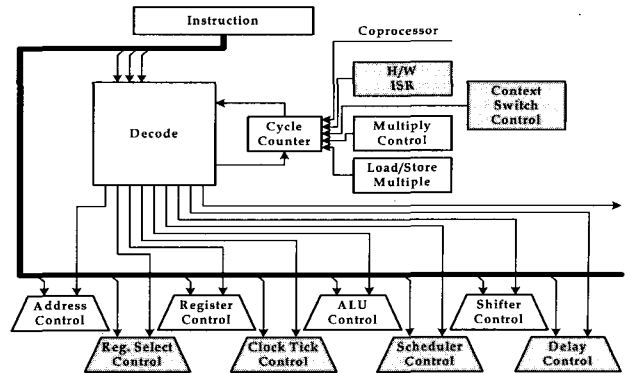 Instruction
Coprocessor
H/W
ISR
Context
Switch
Control
Decode
Cycle
Counter
Multiply
Control
Load/Store
Multiple
Address
Control
Register
Control
ALU
Control
Shifter
Control
Reg. Select
Control
Clock Tick
Control
Scheduler
Control
Delay
Control